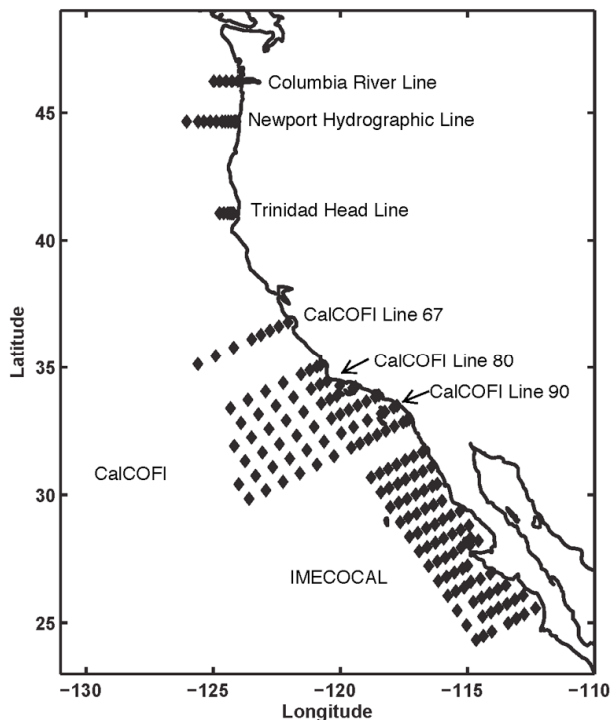 Columbia River Line
45
Newport Hydrographic Line
Trinidad Head Line
40
Latitude
CalCOFI Line 67
35
CalCOFI Line 80
CalCOFI Line 90
CalCOFI
30
IMECOCAL
25
−130
−125
−120
−115
−110
Longitude